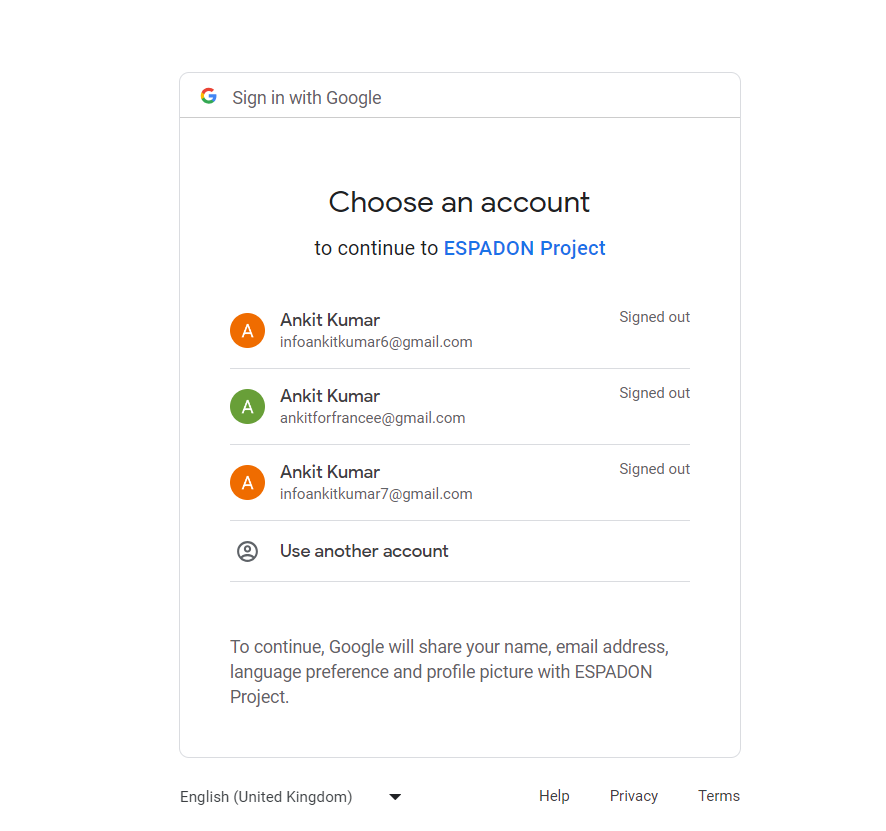 Sign in with Google
Choose an account
to continue to ESPADON Project
A
Ankit Kumar
infoankitkumar6@gmail.com
Signed out
A
Ankit Kumar
ankitforfrancee@gmail.com
Signed out
A
Ankit Kumar
infoankitkumar7@gmail.com
Signed out
Use another account
To continue, Google will share your name, email address,
language preference and profile picture with ESPADON
Project.
English (United Kingdom)
Help
Privacy
Terms